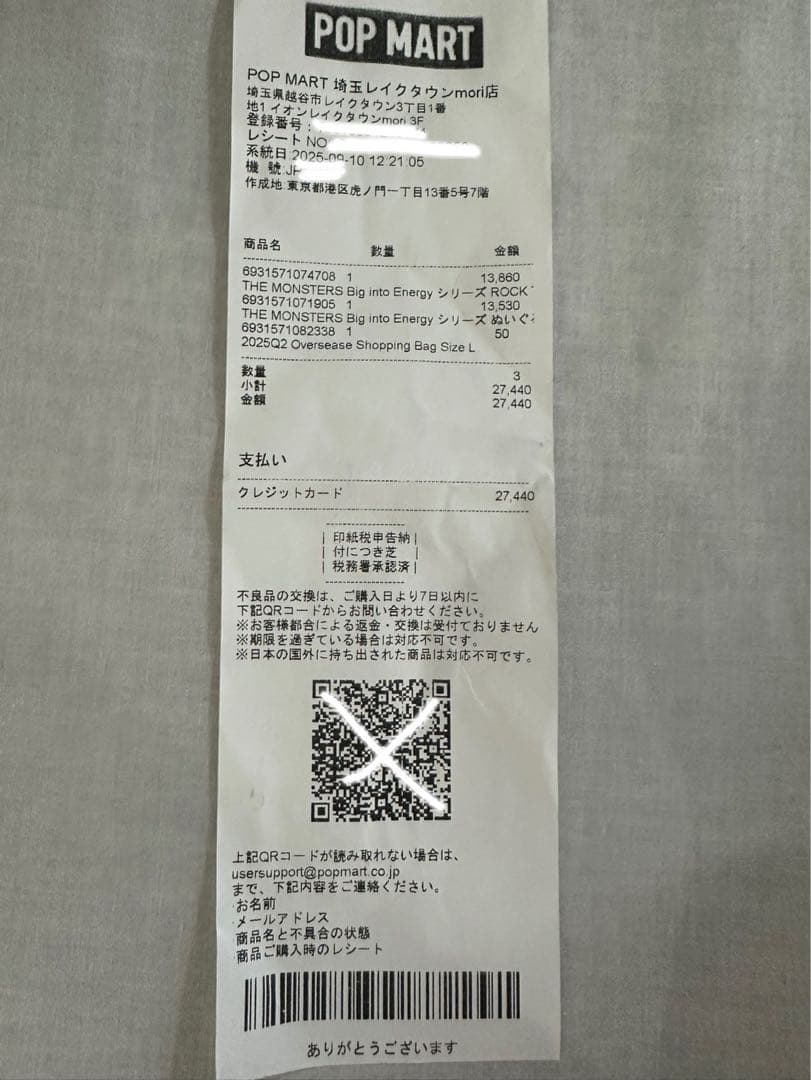 POP MART
POP MART 埼玉レイクタウンmori店
埼玉県越谷市レイクタウン3丁目1番
地1 イオンレイクタウンmori 3F
登録番号:
レシート NO
系統日:2025-09-10 12:21:05
機 號:JP
作成地:東京都港区虎ノ門一丁目13番5号7階
商品名 数量 金額
6931571074708 1 13,860
THE MONSTERS Big into Energy シリーズ ROCK
6931571071905 1 13,530
THE MONSTERS Big into Energy シリーズ ぬいぐ
6931571082338 1 50
2025Q2 Oversease Shopping Bag Size L
数量 3
小計 27,440
金額 27,440
支払い
クレジットカード 27,440
| 印紙税申告納 |
| 付につき芝 |
| 税務署承認済 |
不良品の交換は、ご購入日より7日以内に
下記QRコードからお問い合わせください。
※お客様都合による返金・交換は受付ておりません
※期限を過ぎている場合は対応不可です。
※日本の国外に持ち出された商品は対応不可です。
上記QRコードが読み取れない場合は、
usersupport@popmart.co.jp
まで、下記内容をご連絡ください。
·お名前
·メールアドレス
·商品名と不具合の状態
·商品ご購入時のレシート
ありがとうございます